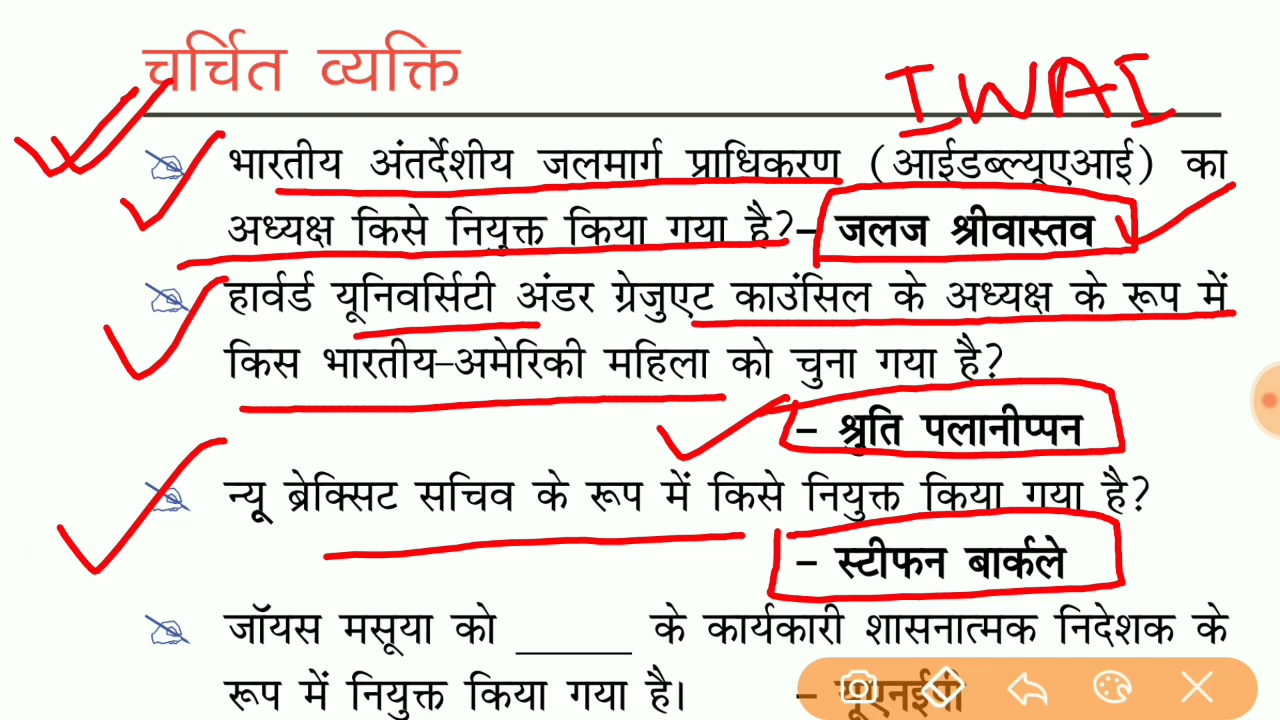 चर्चित व्यक्ति
IWAI
भारतीय अंतर्देशीय जलमार्ग प्राधिकरण (आईडब्ल्यूएआई) का
अध्यक्ष किसे नियुक्त किया गया है?– जलज श्रीवास्तव
हार्वर्ड यूनिवर्सिटी अंडर ग्रेजुएट काउंसिल के अध्यक्ष के रूप में
किस भारतीय–अमेरिकी महिला को चुना गया है?
– श्रुति पलानीप्पन
न्यू ब्रेक्सिट सचिव के रूप में किसे नियुक्त किया गया है?
– स्टीफन बार्कले
जॉयस मसूया को ______ के कार्यकारी शासनात्मक निदेशक के
रूप में नियुक्त किया गया है।